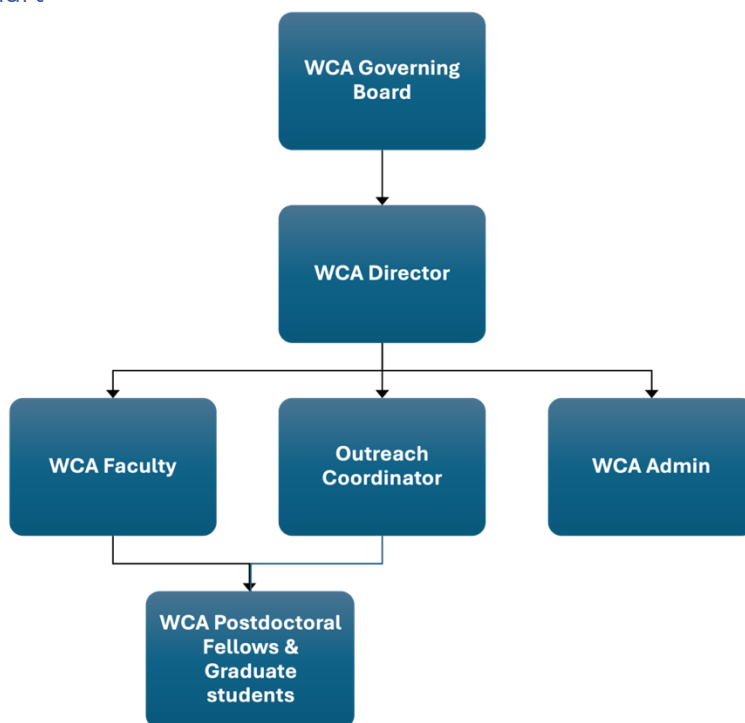 WCA Governing
Board
WCA Director
WCA Faculty
Outreach
Coordinator
WCA Admin
WCA Postdoctoral
Fellows &
Graduate
students